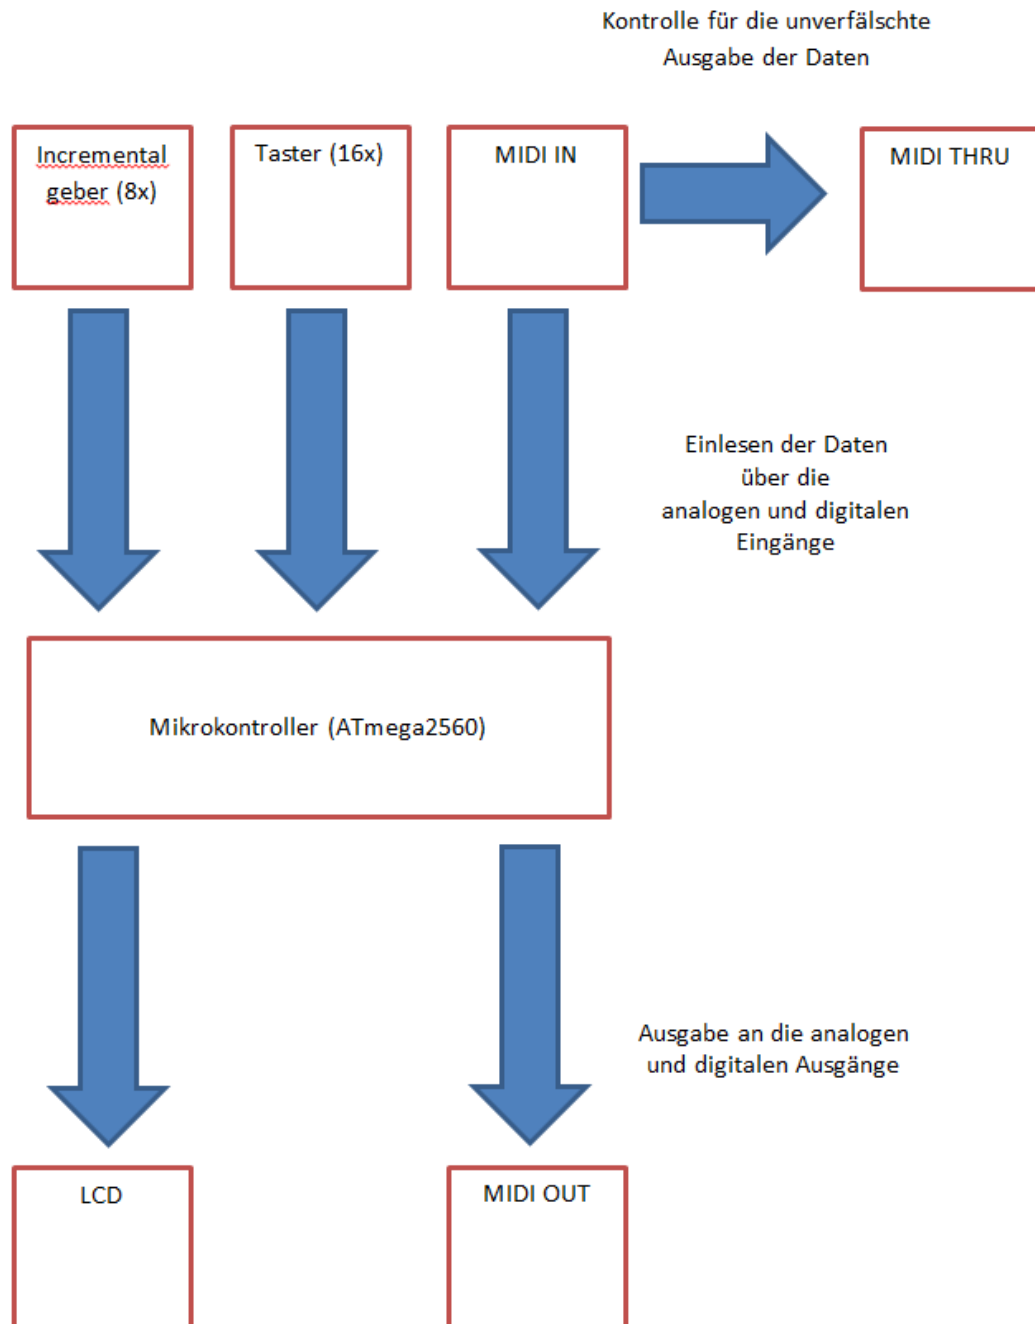 Kontrolle für die unverfälschte
Ausgabe der Daten
Incremental
geber (8x)
Taster (16x)
MIDI IN
MIDI THRU
Einlesen der Daten
über die
analogen und digitalen
Eingänge
Mikrokontroller (ATmega2560)
Ausgabe an die analogen
und digitalen Ausgänge
LCD
MIDI OUT